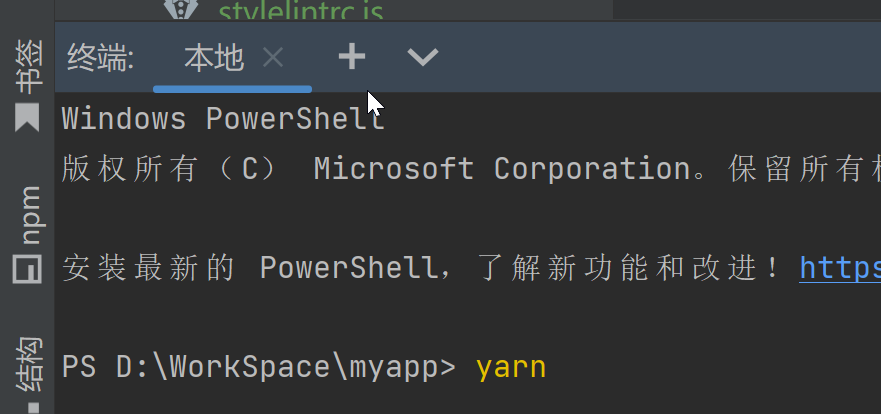 stylelintrc.js
书签
npm
结构
终端: 本地
Windows PowerShell
版权所有（C） Microsoft Corporation。保留所有
安装最新的 PowerShell，了解新功能和改进！https
PS D:\WorkSpace\myapp> yarn